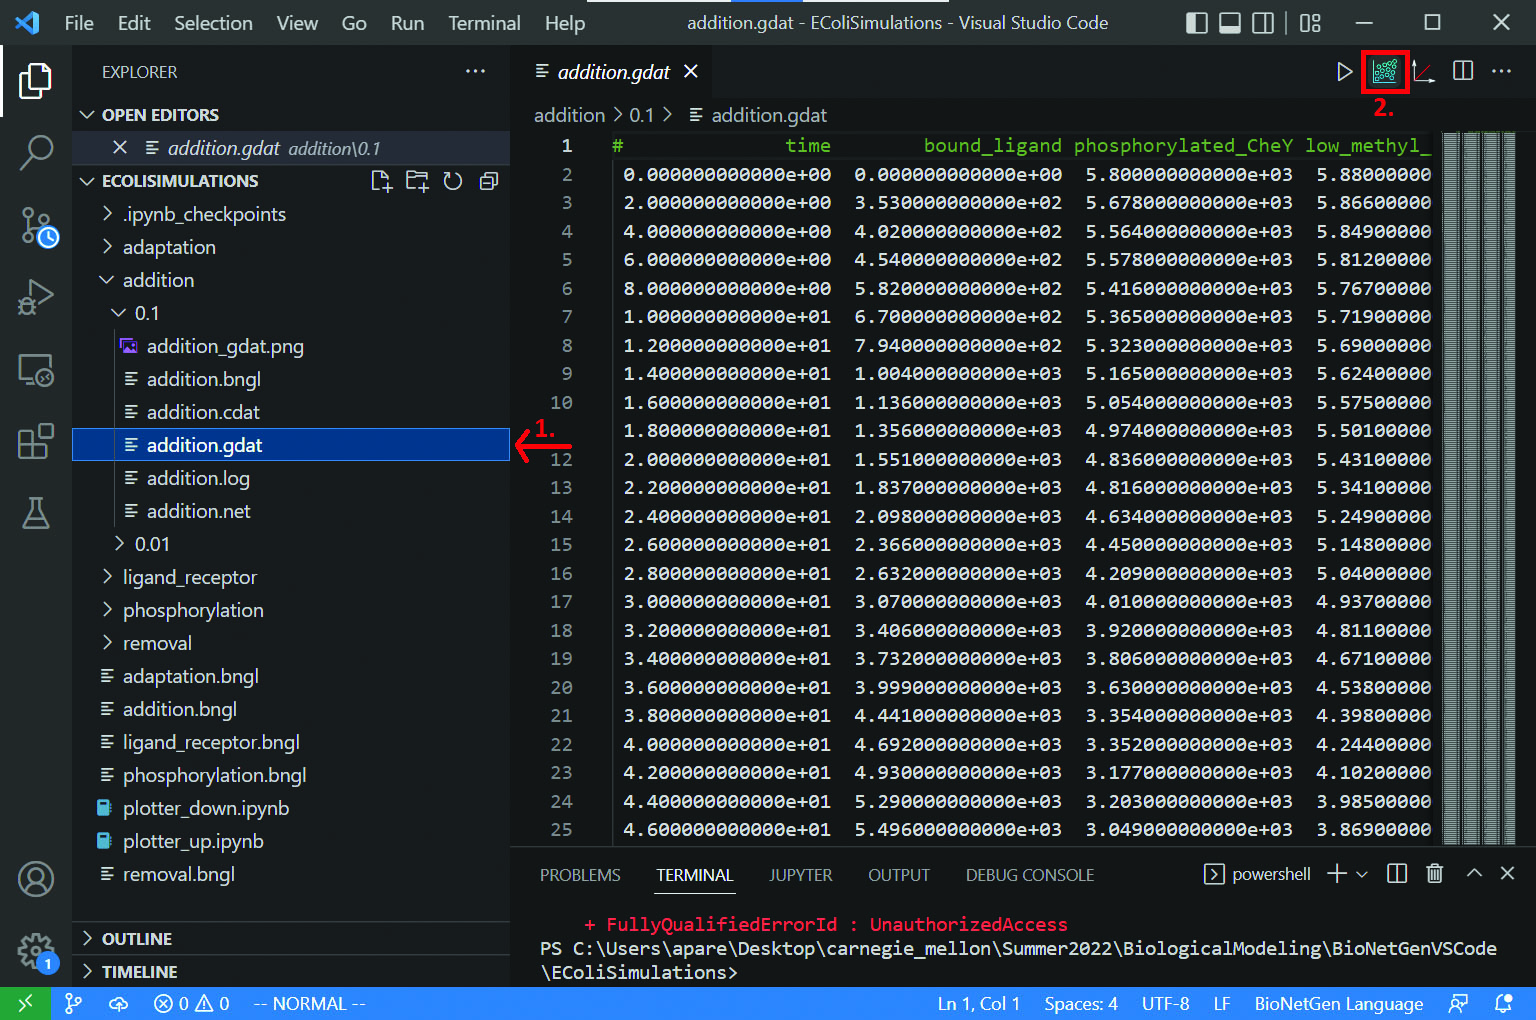 File Edit Selection View Go Run Terminal Help addition.gdat - EColiSimulations - Visual Studio Code
EXPLORER
OPEN EDITORS
addition.gdat addition\0.1
ECOLISIMULATIONS
.ipynb_checkpoints
adaptation
addition
0.1
addition_gdat.png
addition.bngl
addition.cdat
addition.gdat
addition.log
addition.net
0.01
ligand_receptor
phosphorylation
removal
adaptation.bngl
addition.bngl
ligand_receptor.bngl
phosphorylation.bngl
plotter_down.ipynb
plotter_up.ipynb
removal.bngl
OUTLINE
TIMELINE
1
1.
addition.gdat
2.
addition > 0.1 > addition.gdat
1 # time bound_ligand phosphorylated_CheY low_methyl_
2 0.000000000000e+00 0.000000000000e+00 5.800000000000e+03 5.88000000
3 2.000000000000e+00 3.530000000000e+02 5.678000000000e+03 5.86600000
4 4.000000000000e+00 4.020000000000e+02 5.564000000000e+03 5.84900000
5 6.000000000000e+00 4.540000000000e+02 5.578000000000e+03 5.81200000
6 8.000000000000e+00 5.820000000000e+02 5.416000000000e+03 5.76700000
7 1.000000000000e+01 6.700000000000e+02 5.365000000000e+03 5.71900000
8 1.200000000000e+01 7.940000000000e+02 5.323000000000e+03 5.69000000
9 1.400000000000e+01 1.004000000000e+03 5.165000000000e+03 5.62400000
10 1.600000000000e+01 1.136000000000e+03 5.054000000000e+03 5.57500000
1.800000000000e+01 1.356000000000e+03 4.974000000000e+03 5.50100000
12 2.000000000000e+01 1.551000000000e+03 4.836000000000e+03 5.43100000
13 2.200000000000e+01 1.837000000000e+03 4.816000000000e+03 5.34100000
14 2.400000000000e+01 2.098000000000e+03 4.634000000000e+03 5.24900000
15 2.600000000000e+01 2.366000000000e+03 4.450000000000e+03 5.14800000
16 2.800000000000e+01 2.632000000000e+03 4.209000000000e+03 5.04000000
17 3.000000000000e+01 3.070000000000e+03 4.010000000000e+03 4.93700000
18 3.200000000000e+01 3.406000000000e+03 3.920000000000e+03 4.81100000
19 3.400000000000e+01 3.732000000000e+03 3.806000000000e+03 4.67100000
20 3.600000000000e+01 3.999000000000e+03 3.630000000000e+03 4.53800000
21 3.800000000000e+01 4.441000000000e+03 3.354000000000e+03 4.39800000
22 4.000000000000e+01 4.692000000000e+03 3.352000000000e+03 4.24400000
23 4.200000000000e+01 4.930000000000e+03 3.177000000000e+03 4.10200000
24 4.400000000000e+01 5.290000000000e+03 3.203000000000e+03 3.98500000
25 4.600000000000e+01 5.496000000000e+03 3.049000000000e+03 3.86900000
PROBLEMS TERMINAL JUPYTER OUTPUT DEBUG CONSOLE powershell
+ FullyQualifiedErrorId : UnauthorizedAccess
PS C:\Users\apare\Desktop\carnegie_mellon\Summer2022\BiologicalModeling\BioNetGenVSCode
\EColiSimulations>
0 0 -- NORMAL -- Ln 1, Col 1 Spaces: 4 UTF-8 LF BioNetGen Language